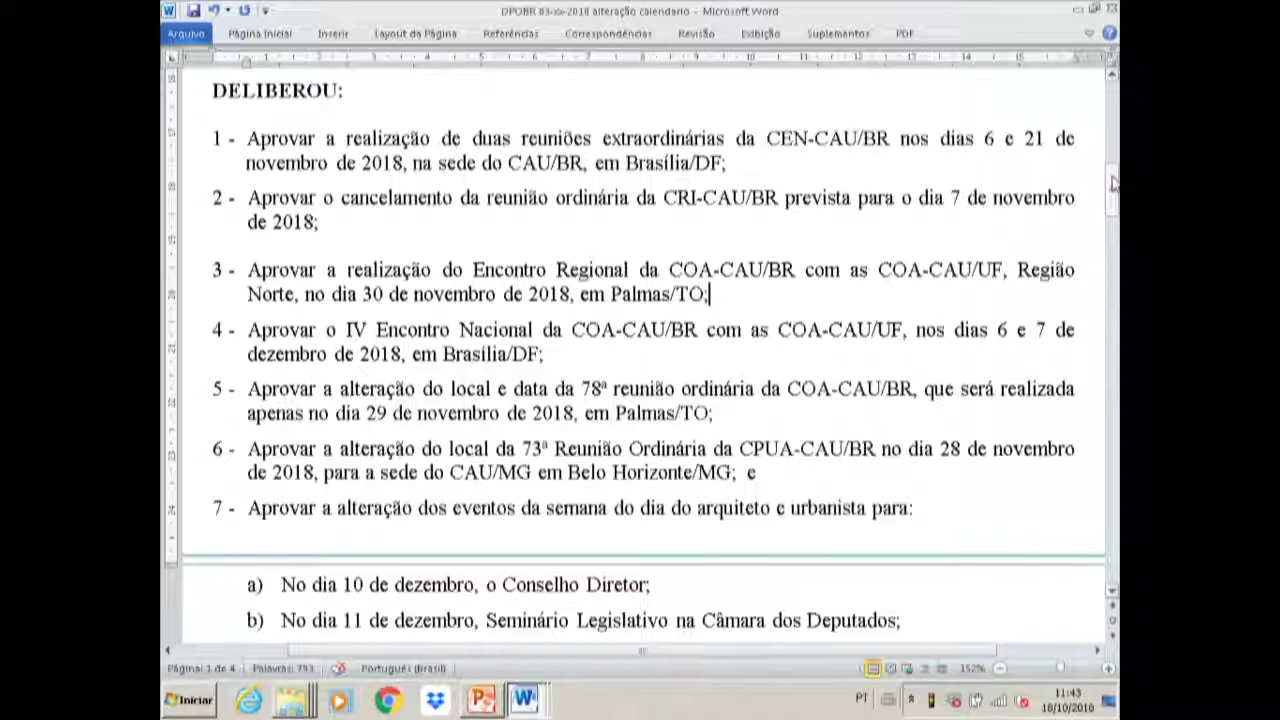 DPOBR 83-xx-2018 alteração calendario - Microsoft Word
Arquivo Página Inicial Inserir Layout da Página Referências Correspondências Revisão Exibição Suplementos PDF
DELIBEROU:
1 - Aprovar a realização de duas reuniões extraordinárias da CEN-CAU/BR nos dias 6 e 21 de
novembro de 2018, na sede do CAU/BR, em Brasília/DF;
2 - Aprovar o cancelamento da reunião ordinária da CRI-CAU/BR prevista para o dia 7 de novembro
de 2018;
3 - Aprovar a realização do Encontro Regional da COA-CAU/BR com as COA-CAU/UF, Região
Norte, no dia 30 de novembro de 2018, em Palmas/TO;
4 - Aprovar o IV Encontro Nacional da COA-CAU/BR com as COA-CAU/UF, nos dias 6 e 7 de
dezembro de 2018, em Brasília/DF;
5 - Aprovar a alteração do local e data da 78ª reunião ordinária da COA-CAU/BR, que será realizada
apenas no dia 29 de novembro de 2018, em Palmas/TO;
6 - Aprovar a alteração do local da 73ª Reunião Ordinária da CPUA-CAU/BR no dia 28 de novembro
de 2018, para a sede do CAU/MG em Belo Horizonte/MG; e
7 - Aprovar a alteração dos eventos da semana do dia do arquiteto e urbanista para:
a) No dia 10 de dezembro, o Conselho Diretor;
b) No dia 11 de dezembro, Seminário Legislativo na Câmara dos Deputados;
Página: 1 de 4 Palavras: 793 Português (Brasil) 152%
Iniciar PT 11:43
18/10/2018